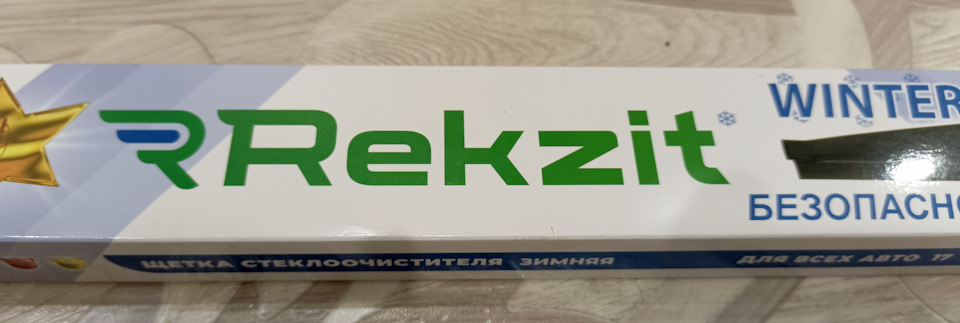 Rekzit
WINTER
БЕЗОПАСНО
ЩЕТКА СТЕКЛООЧИСТИТЕЛЯ ЗИМНЯЯ
ДЛЯ ВСЕХ АВТО 17